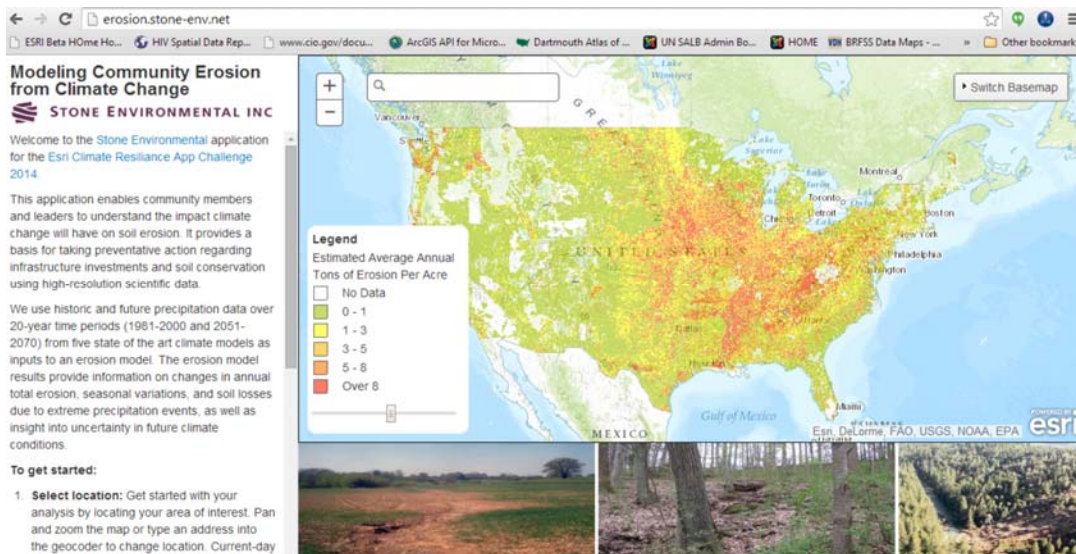 erosion.stone-env.net
ESRI Beta HOme Ho...
HIV Spatial Data Rep...
www.cio.gov/docu...
ArcGIS API for Micro...
Dartmouth Atlas of ...
UN SALB Admin Bo...
HOME
BRFSS Data Maps - ...
»
Other bookmark
Modeling Community Erosion
from Climate Change
STONE ENVIRONMENTAL INC
Welcome to the Stone Environmental application
for the Esri Climate Resiliance App Challenge
2014.
This application enables community members
and leaders to understand the impact climate
change will have on soil erosion. It provides a
basis for taking preventative action regarding
infrastructure investments and soil conservation
using high-resolution scientific data.
We use historic and future precipitation data over
20-year time periods (1981-2000 and 2051-
2070) from five state of the art climate models as
inputs to an erosion model. The erosion model
results provide information on changes in annual
total erosion, seasonal variations, and soil losses
due to extreme precipitation events, as well as
insight into uncertainty in future climate
conditions.
To get started:
1. Select location: Get started with your
analysis by locating your area of interest. Pan
and zoom the map or type an address into
the geocoder to change location. Current-day
+
−
Switch Basemap
Lake
Winnipeg
GRE
Vancouver
Lake
Superior
Montreal
Toronto
Detroit
Boston
New York
Philadelphia
Washington
UNITED STATES
Dallas
Houston
Miami
Gulf of Mexico
MEXICO
Legend
Estimated Average Annual
Tons of Erosion Per Acre
No Data
0 - 1
1 - 3
3 - 5
5 - 8
Over 8
Esri, DeLorme, FAO, USGS, NOAA, EPA
POWERED BY
esri